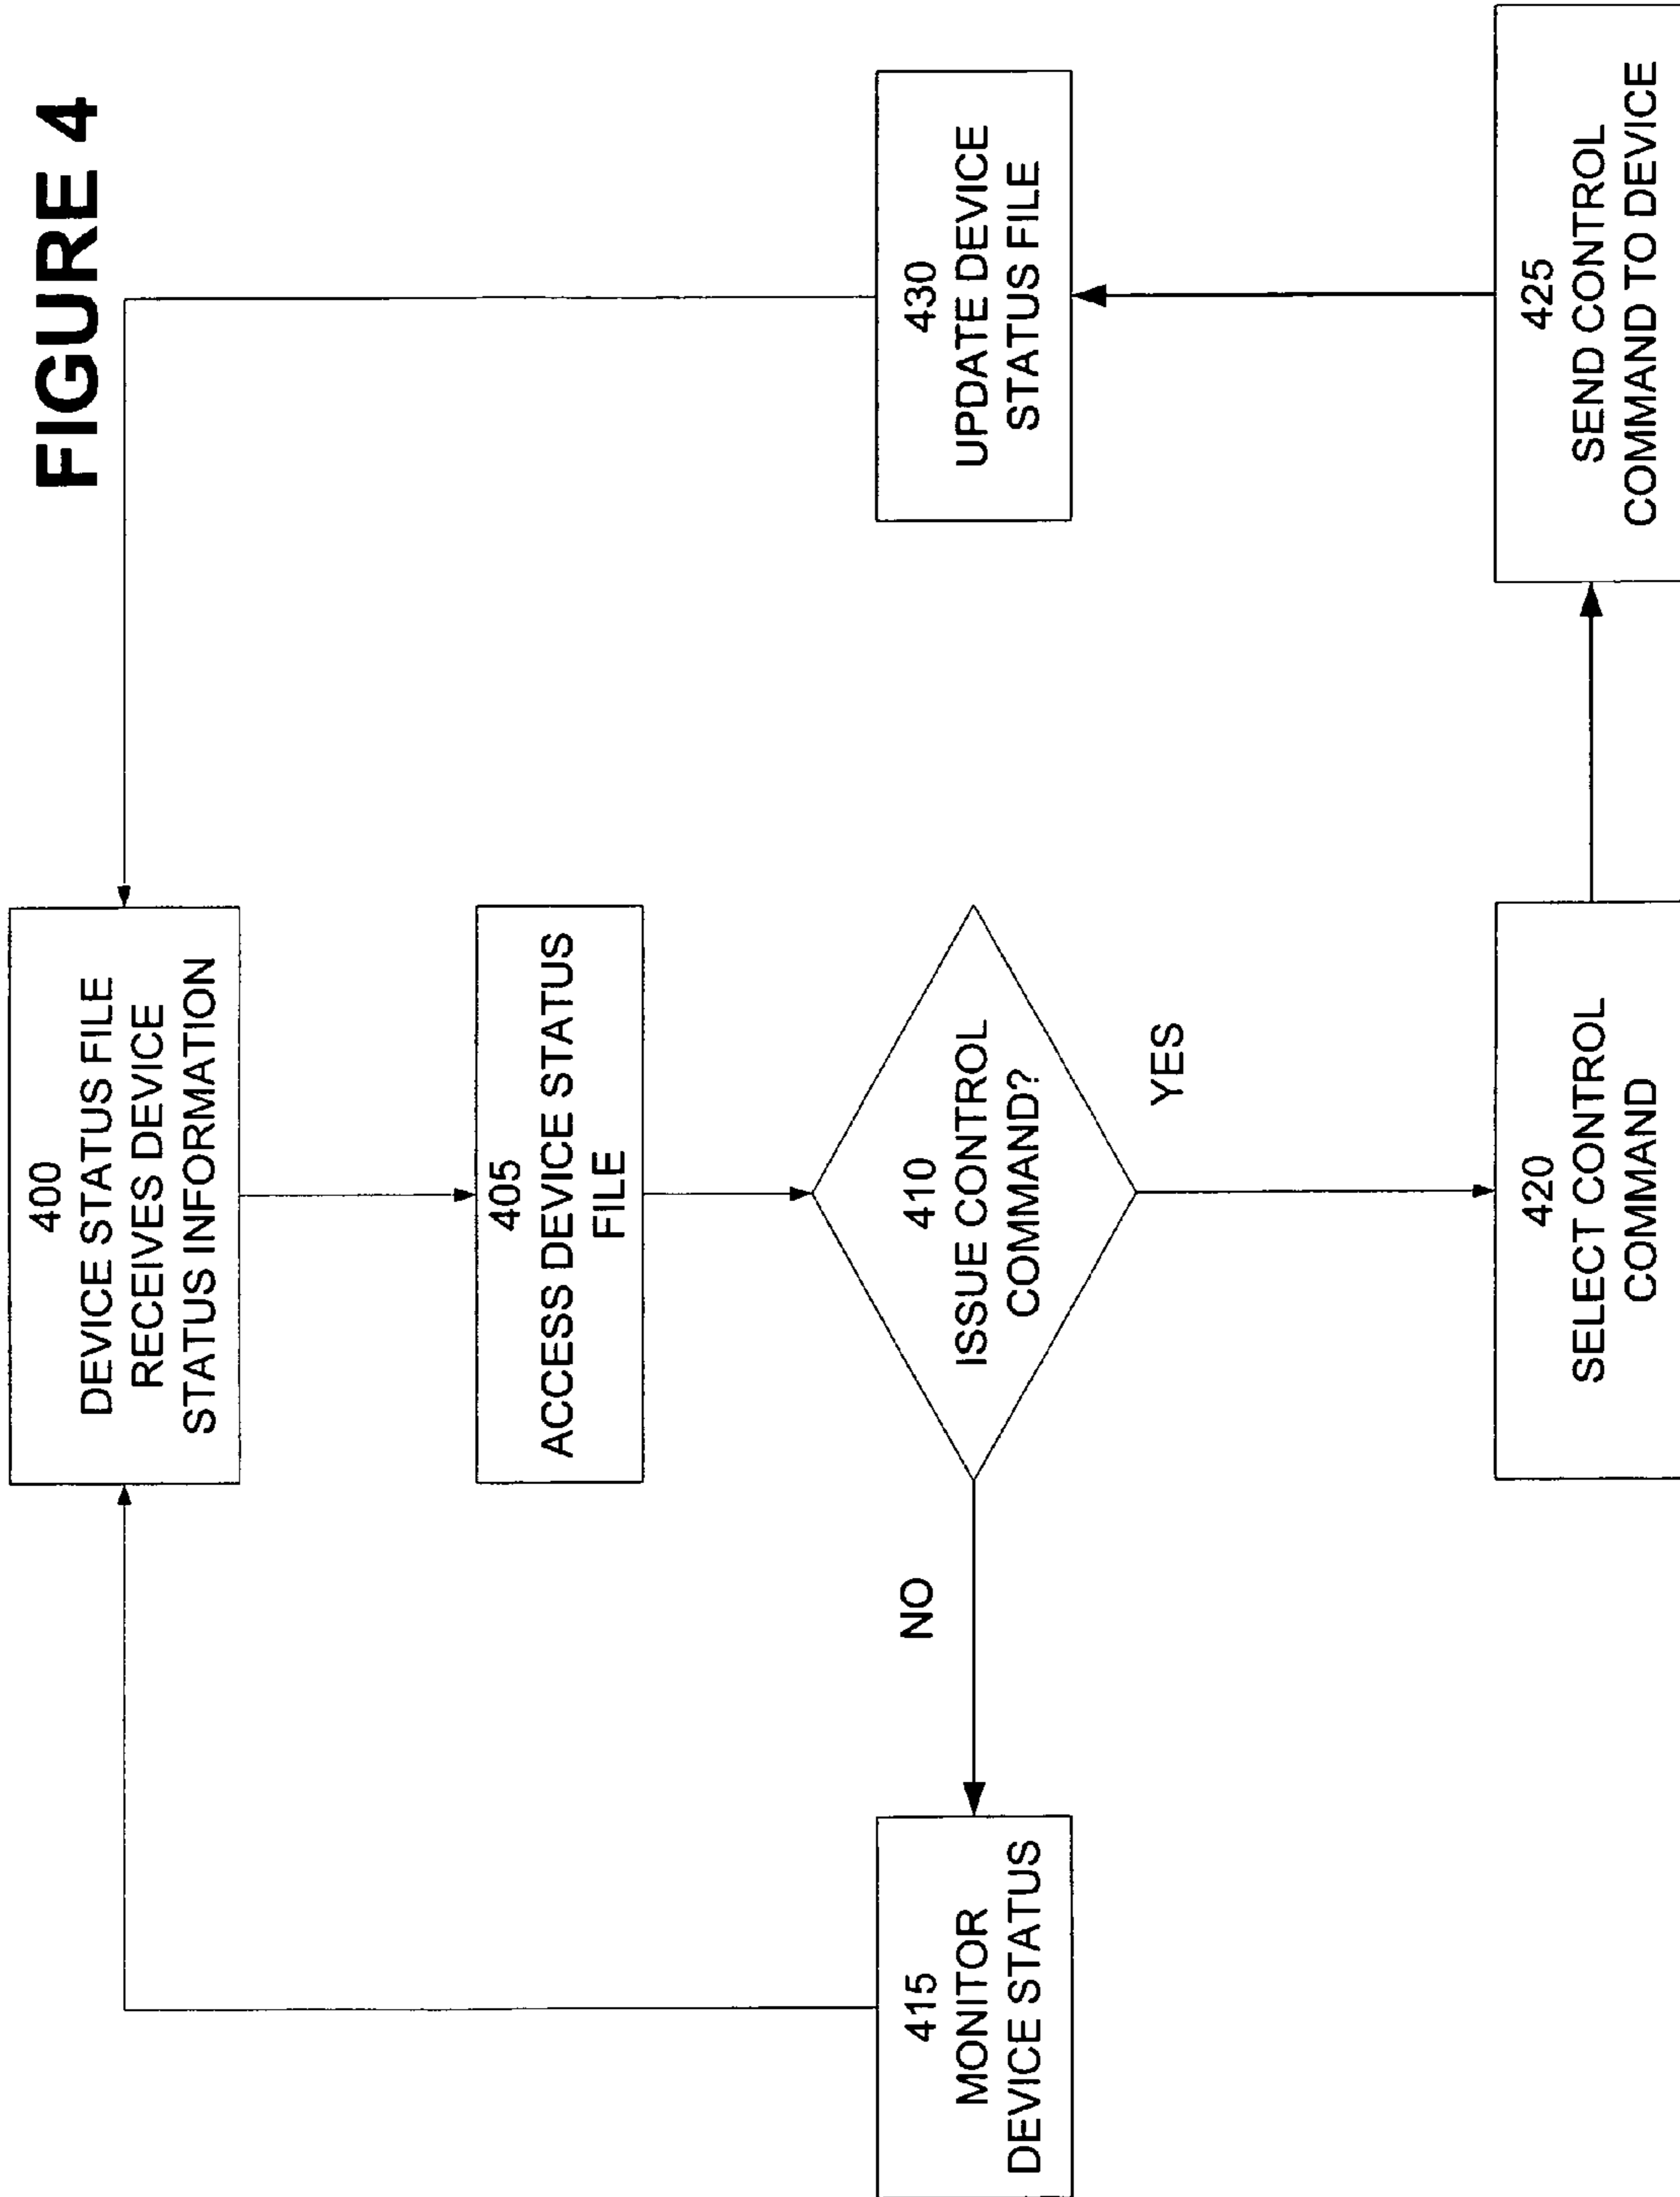 FIGURE 4
400
DEVICE STATUS FILE
RECEIVES DEVICE
STATUS INFORMATION
405
ACCESS DEVICE STATUS
FILE
410
ISSUE CONTROL
COMMAND?
NO
YES
415
MONITOR
DEVICE STATUS
420
SELECT CONTROL
COMMAND
425
SEND CONTROL
COMMAND TO DEVICE
430
UPDATE DEVICE
STATUS FILE